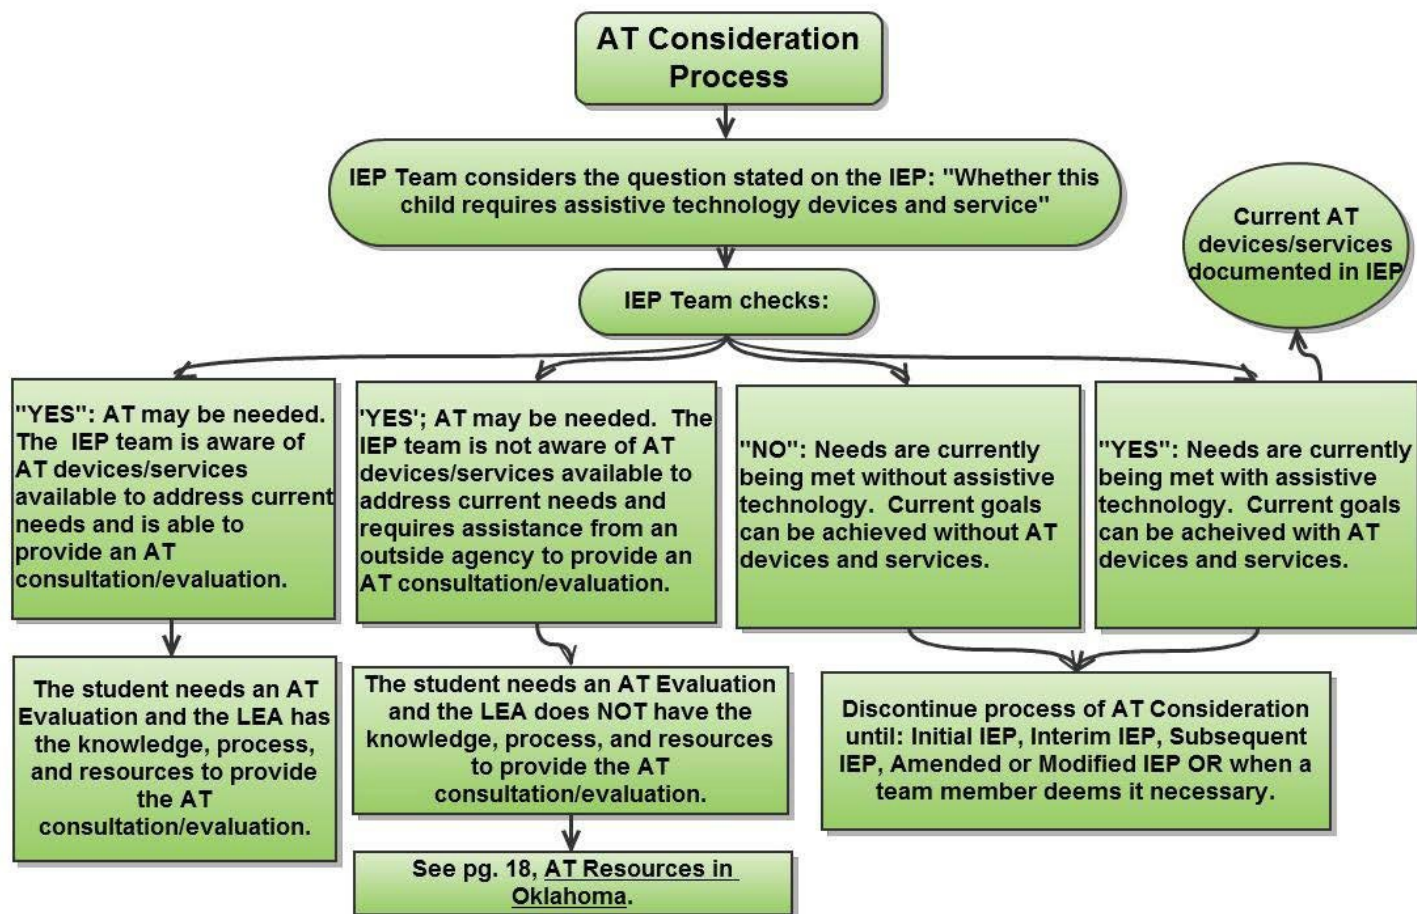 AT Consideration
Process
IEP Team considers the question stated on the IEP: "Whether this
child requires assistive technology devices and service"
Current AT
devices/services
documented in IEP
IEP Team checks:
"YES": AT may be needed.
The IEP team is aware of
AT devices/services
available to address current
needs and is able to
provide an AT
consultation/evaluation.
'YES'; AT may be needed. The
IEP team is not aware of AT
devices/services available to
address current needs and
requires assistance from an
outside agency to provide an
AT consultation/evaluation.
"NO": Needs are currently
being met without assistive
technology. Current goals
can be achieved without AT
devices and services.
"YES": Needs are currently
being met with assistive
technology. Current goals
can be acheived with AT
devices and services.
The student needs an AT
Evaluation and the LEA has
the knowledge, process,
and resources to provide
the AT
consultation/evaluation.
The student needs an AT Evaluation
and the LEA does NOT have the
knowledge, process, and resources
to provide the AT
consultation/evaluation.
Discontinue process of AT Consideration
until: Initial IEP, Interim IEP, Subsequent
IEP, Amended or Modified IEP OR when a
team member deems it necessary.
See pg. 18, AT Resources in
Oklahoma.